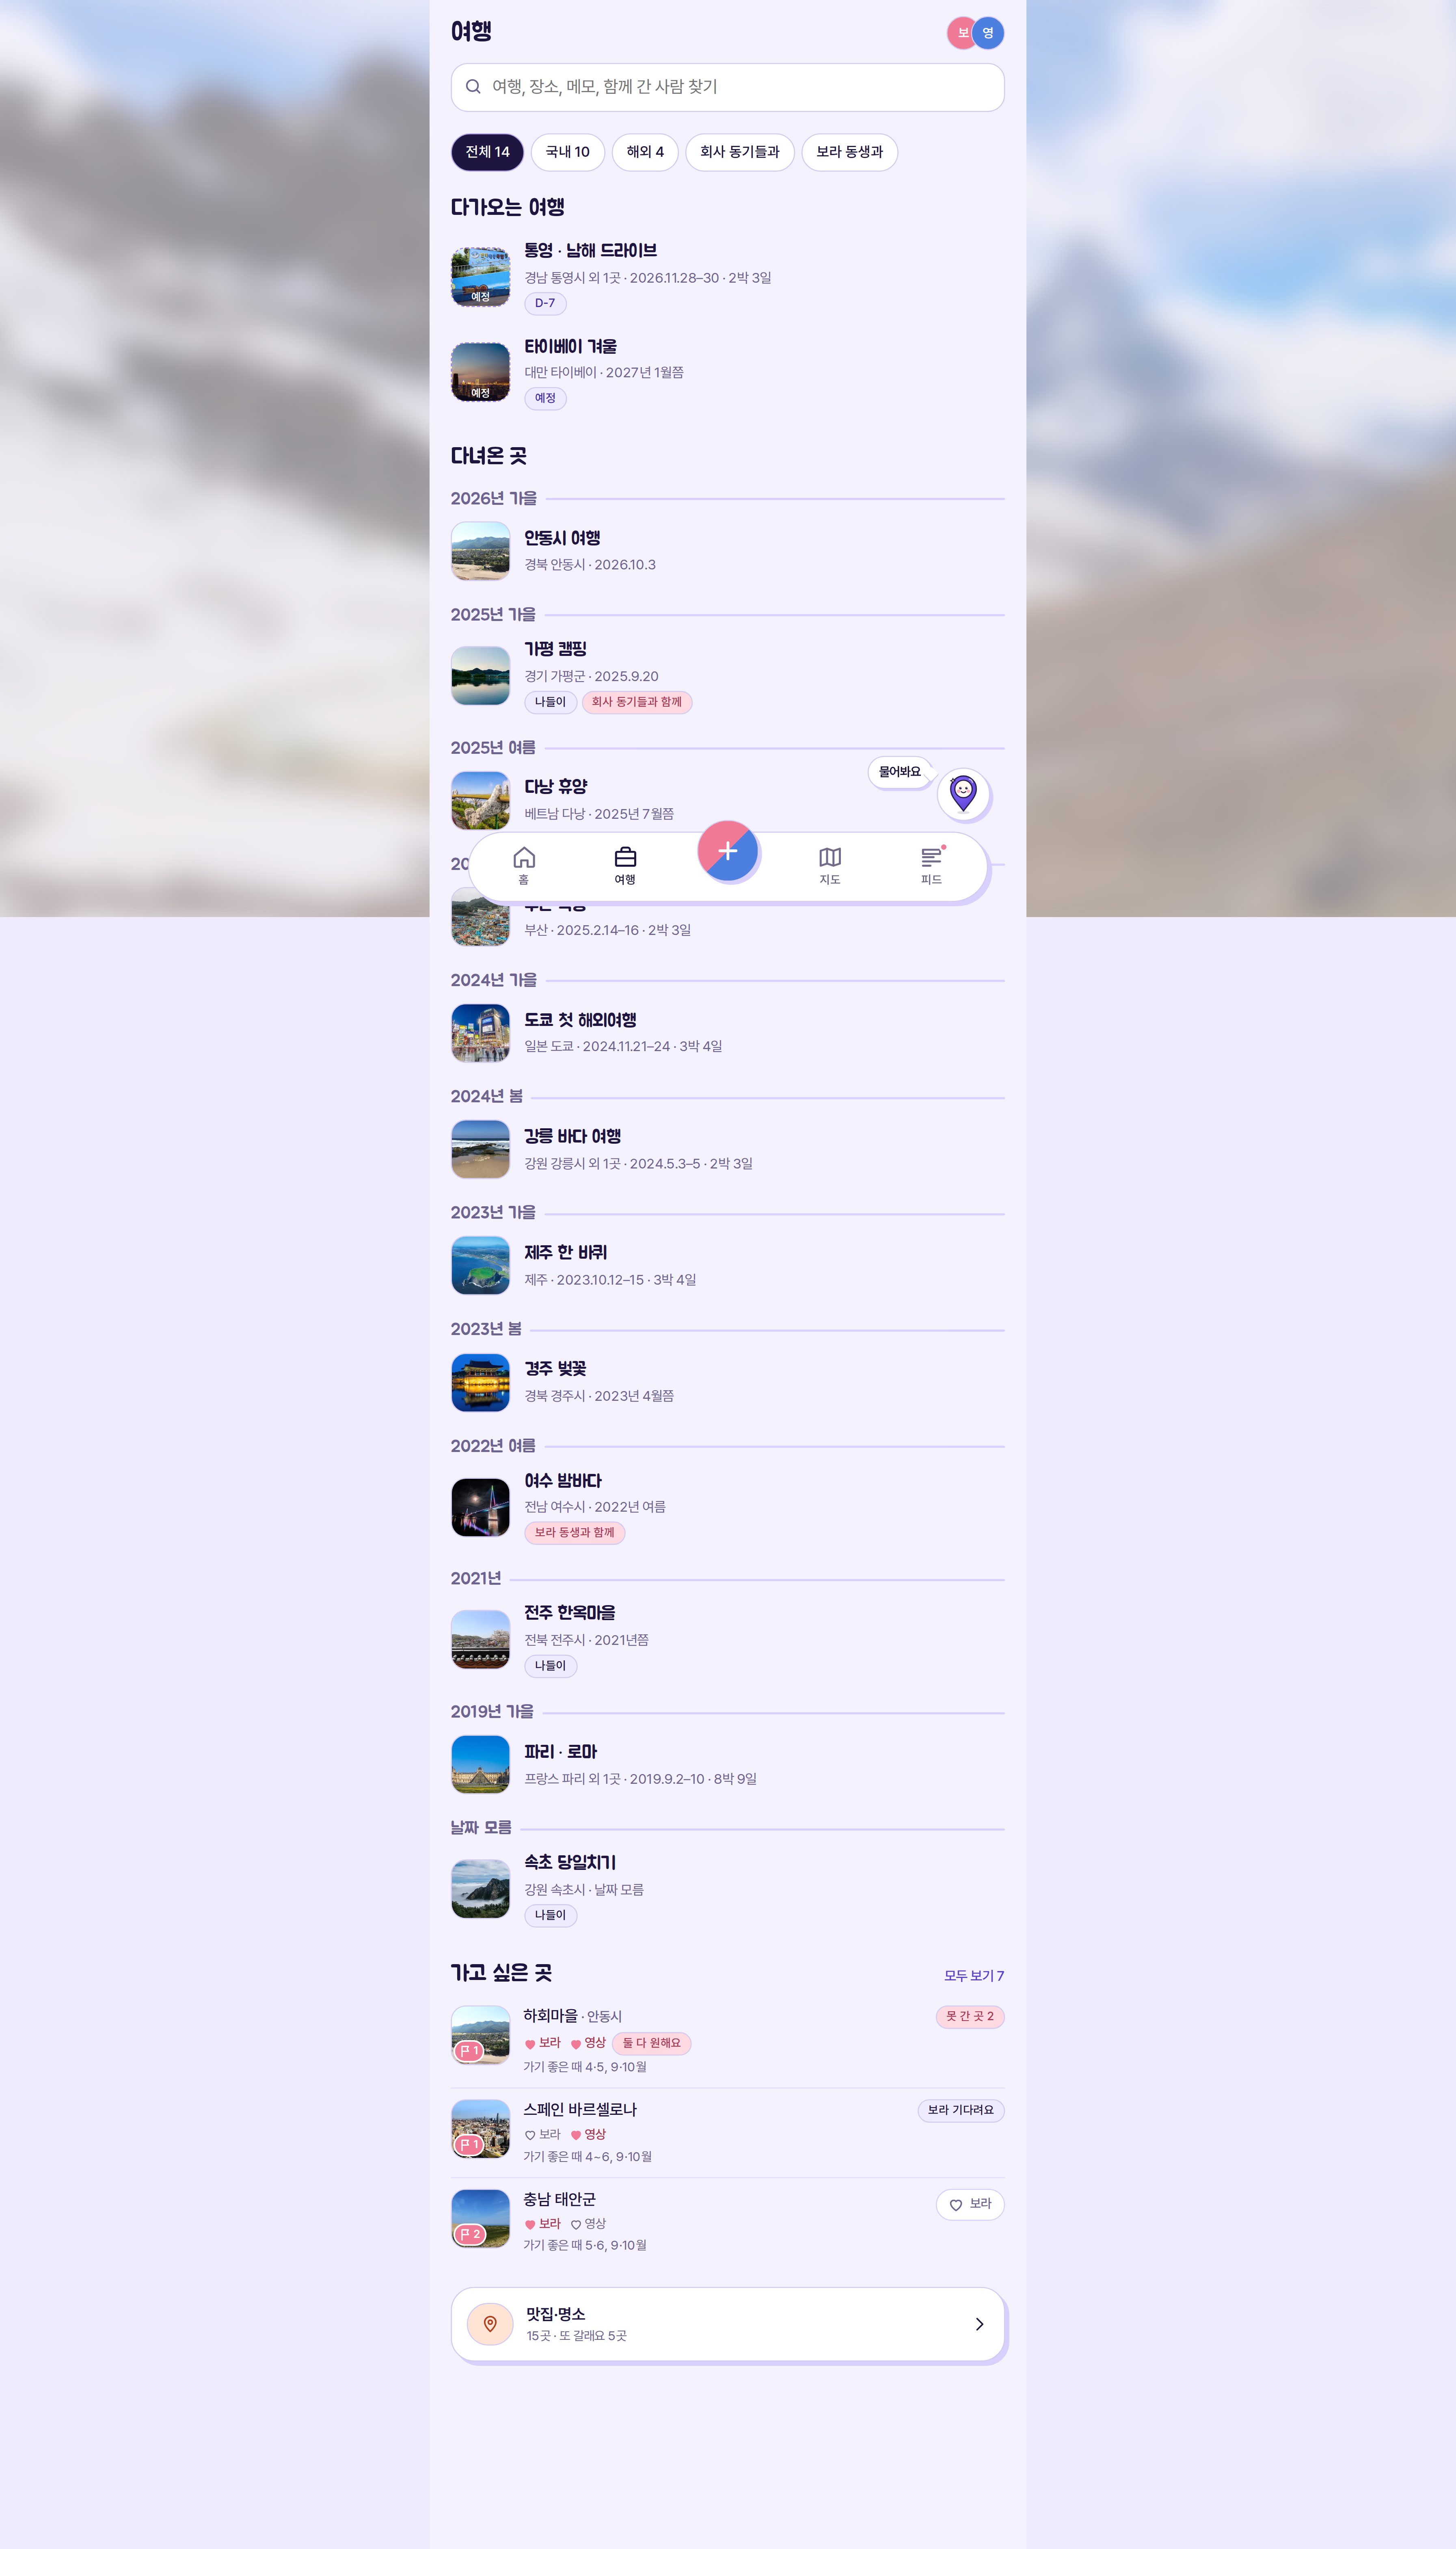 여행
보 영
여행, 장소, 메모, 함께 간 사람 찾기
전체 14 국내 10 해외 4 회사 동기들과 보라 동생과
다가오는 여행
통영 · 남해 드라이브
경남 통영시 외 1곳 · 2026.11.28–30 · 2박 3일
예정
D-7
타이베이 겨울
대만 타이베이 · 2027년 1월쯤
예정
예정
다녀온 곳
2026년 가을
안동시 여행
경북 안동시 · 2026.10.3
2025년 가을
가평 캠핑
경기 가평군 · 2025.9.20
나들이 회사 동기들과 함께
2025년 여름
물어봐요
다낭 휴양
베트남 다낭 · 2025년 7월쯤
홈 여행 지도 피드
20
부산 · 2025.2.14–16 · 2박 3일
2024년 가을
도쿄 첫 해외여행
일본 도쿄 · 2024.11.21–24 · 3박 4일
2024년 봄
강릉 바다 여행
강원 강릉시 외 1곳 · 2024.5.3–5 · 2박 3일
2023년 가을
제주 한 바퀴
제주 · 2023.10.12–15 · 3박 4일
2023년 봄
경주 벚꽃
경북 경주시 · 2023년 4월쯤
2022년 여름
여수 밤바다
전남 여수시 · 2022년 여름
보라 동생과 함께
2021년
전주 한옥마을
전북 전주시 · 2021년쯤
나들이
2019년 가을
파리 · 로마
프랑스 파리 외 1곳 · 2019.9.2–10 · 8박 9일
날짜 모름
속초 당일치기
강원 속초시 · 날짜 모름
나들이
가고 싶은 곳 모두 보기 7
하회마을 · 안동시 못 간 곳 2
1
보라 영상 둘 다 원해요
가기 좋은 때 4·5, 9·10월
스페인 바르셀로나 보라 기다려요
1
보라 영상
가기 좋은 때 4~6, 9·10월
충남 태안군 보라
2
보라 영상
가기 좋은 때 5·6, 9·10월
맛집·명소
15곳 · 또 갈래요 5곳